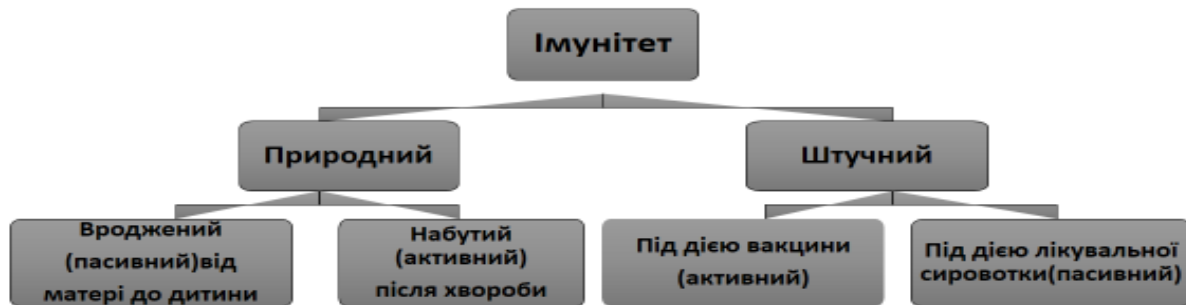 Імунітет
Природний
Штучний
Вроджений
(пасивний)від
матері до дитини
Набутий
(активний)
після хвороби
Під дією вакцини
(активний)
Під дією лікувальної
сировотки(пасивний)